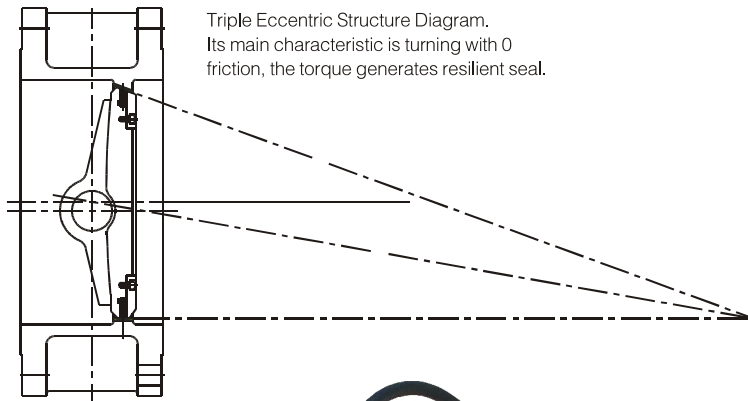 Triple Eccentric Structure Diagram.
Its main characteristic is turning with 0
friction, the torque generates resilient seal.